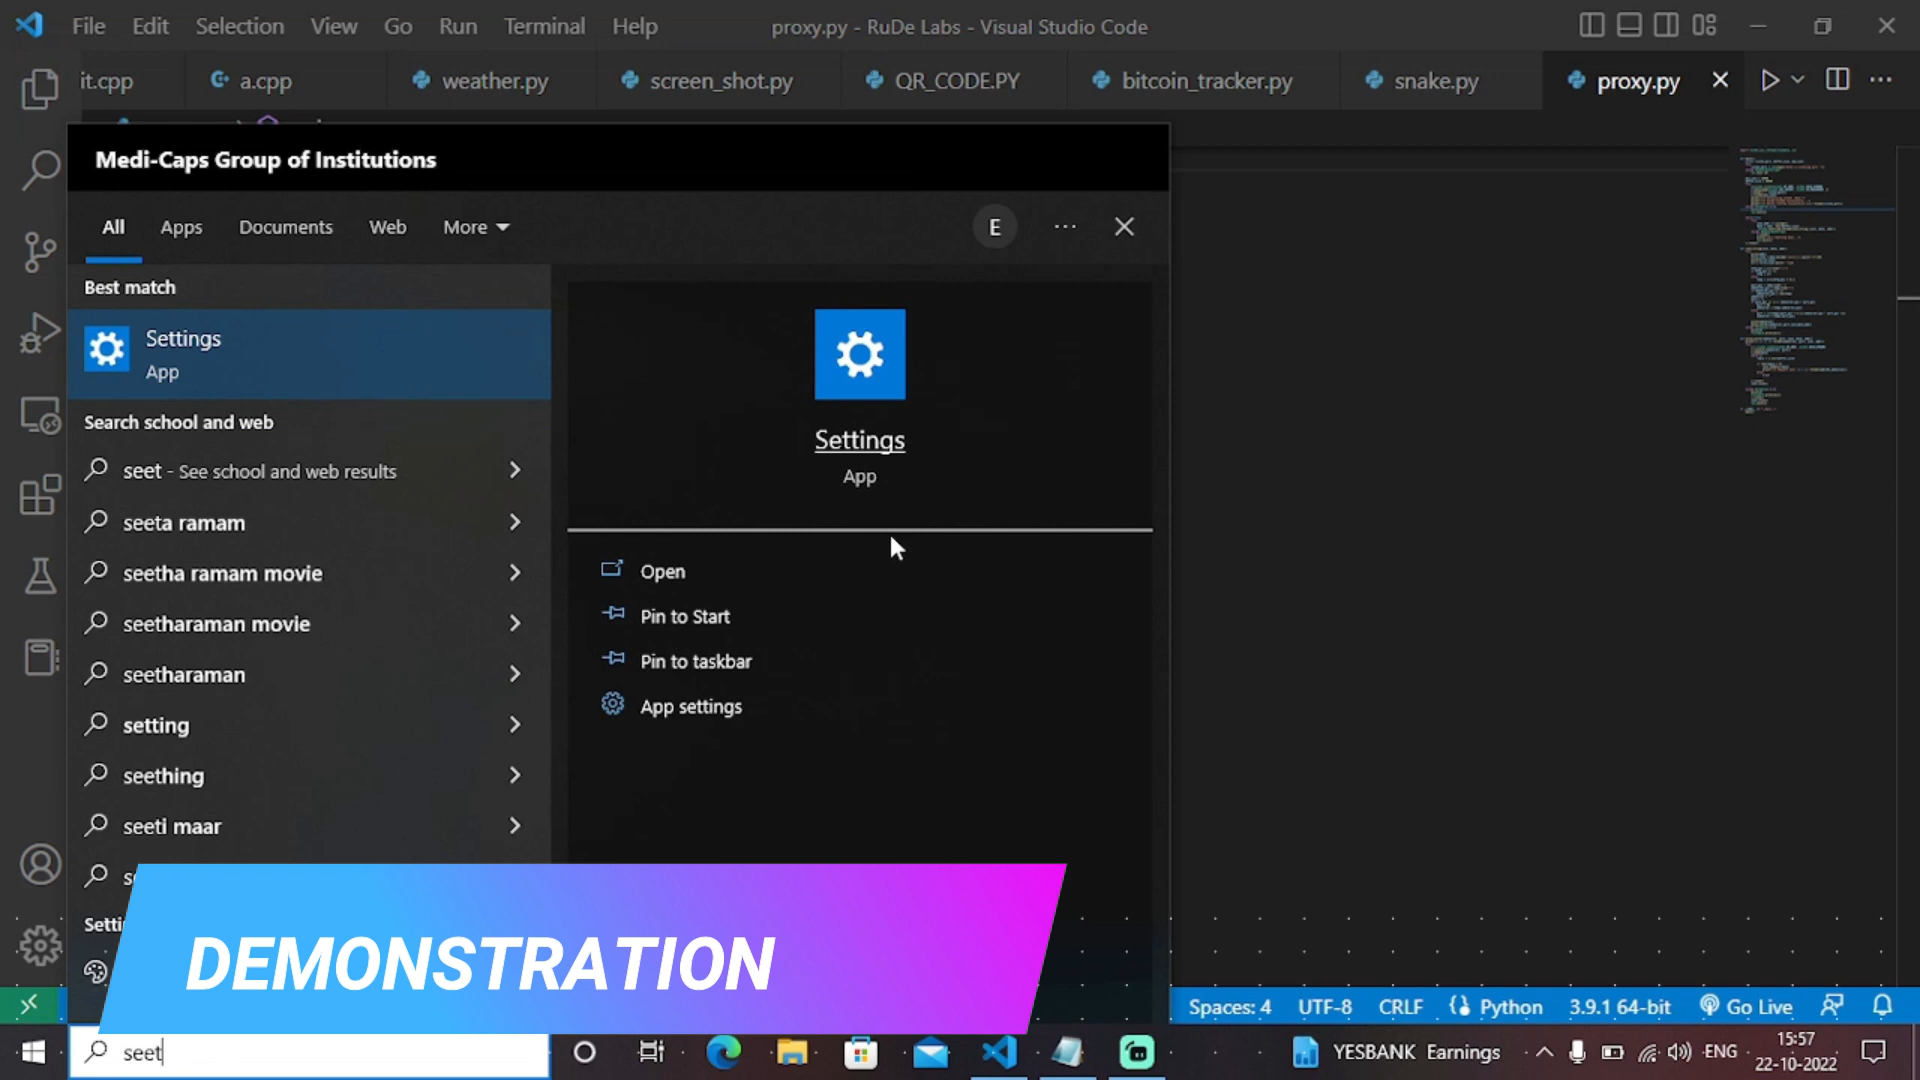 File Edit Selection View Go Run Terminal Help proxy.py - RuDe Labs - Visual Studio Code
it.cpp a.cpp weather.py screen_shot.py QR_CODE.PY bitcoin_tracker.py snake.py proxy.py
Medi-Caps Group of Institutions
All Apps Documents Web More E
Best match
Settings
App
Search school and web
seet - See school and web results
seeta ramam
seetha ramam movie
seetharaman movie
seetharaman
setting
seething
seeti maar
Settings
App
Open
Pin to Start
Pin to taskbar
App settings
DEMONSTRATION
Spaces: 4 UTF-8 CRLF Python 3.9.1 64-bit Go Live
seet
YESBANK Earnings ENG 15:57
22-10-2022